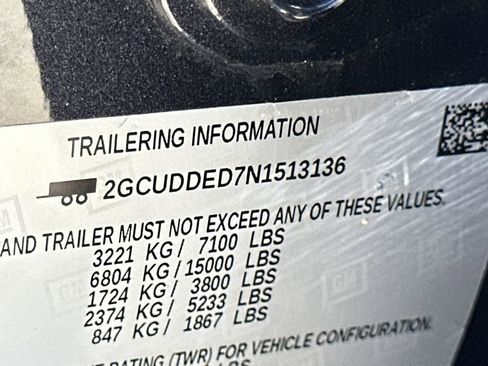 TRAILERING INFORMATION
2GCUDDED7N1513136
AND TRAILER MUST NOT EXCEED ANY OF THESE VALUES.
3221 KG / 7100 LBS
6804 KG / 15000 LBS
1724 KG / 3800 LBS
2374 KG / 5233 LBS
847 KG / 1867 LBS
RATING (TWR) FOR VEHICLE CONFIGURATION.
LBS